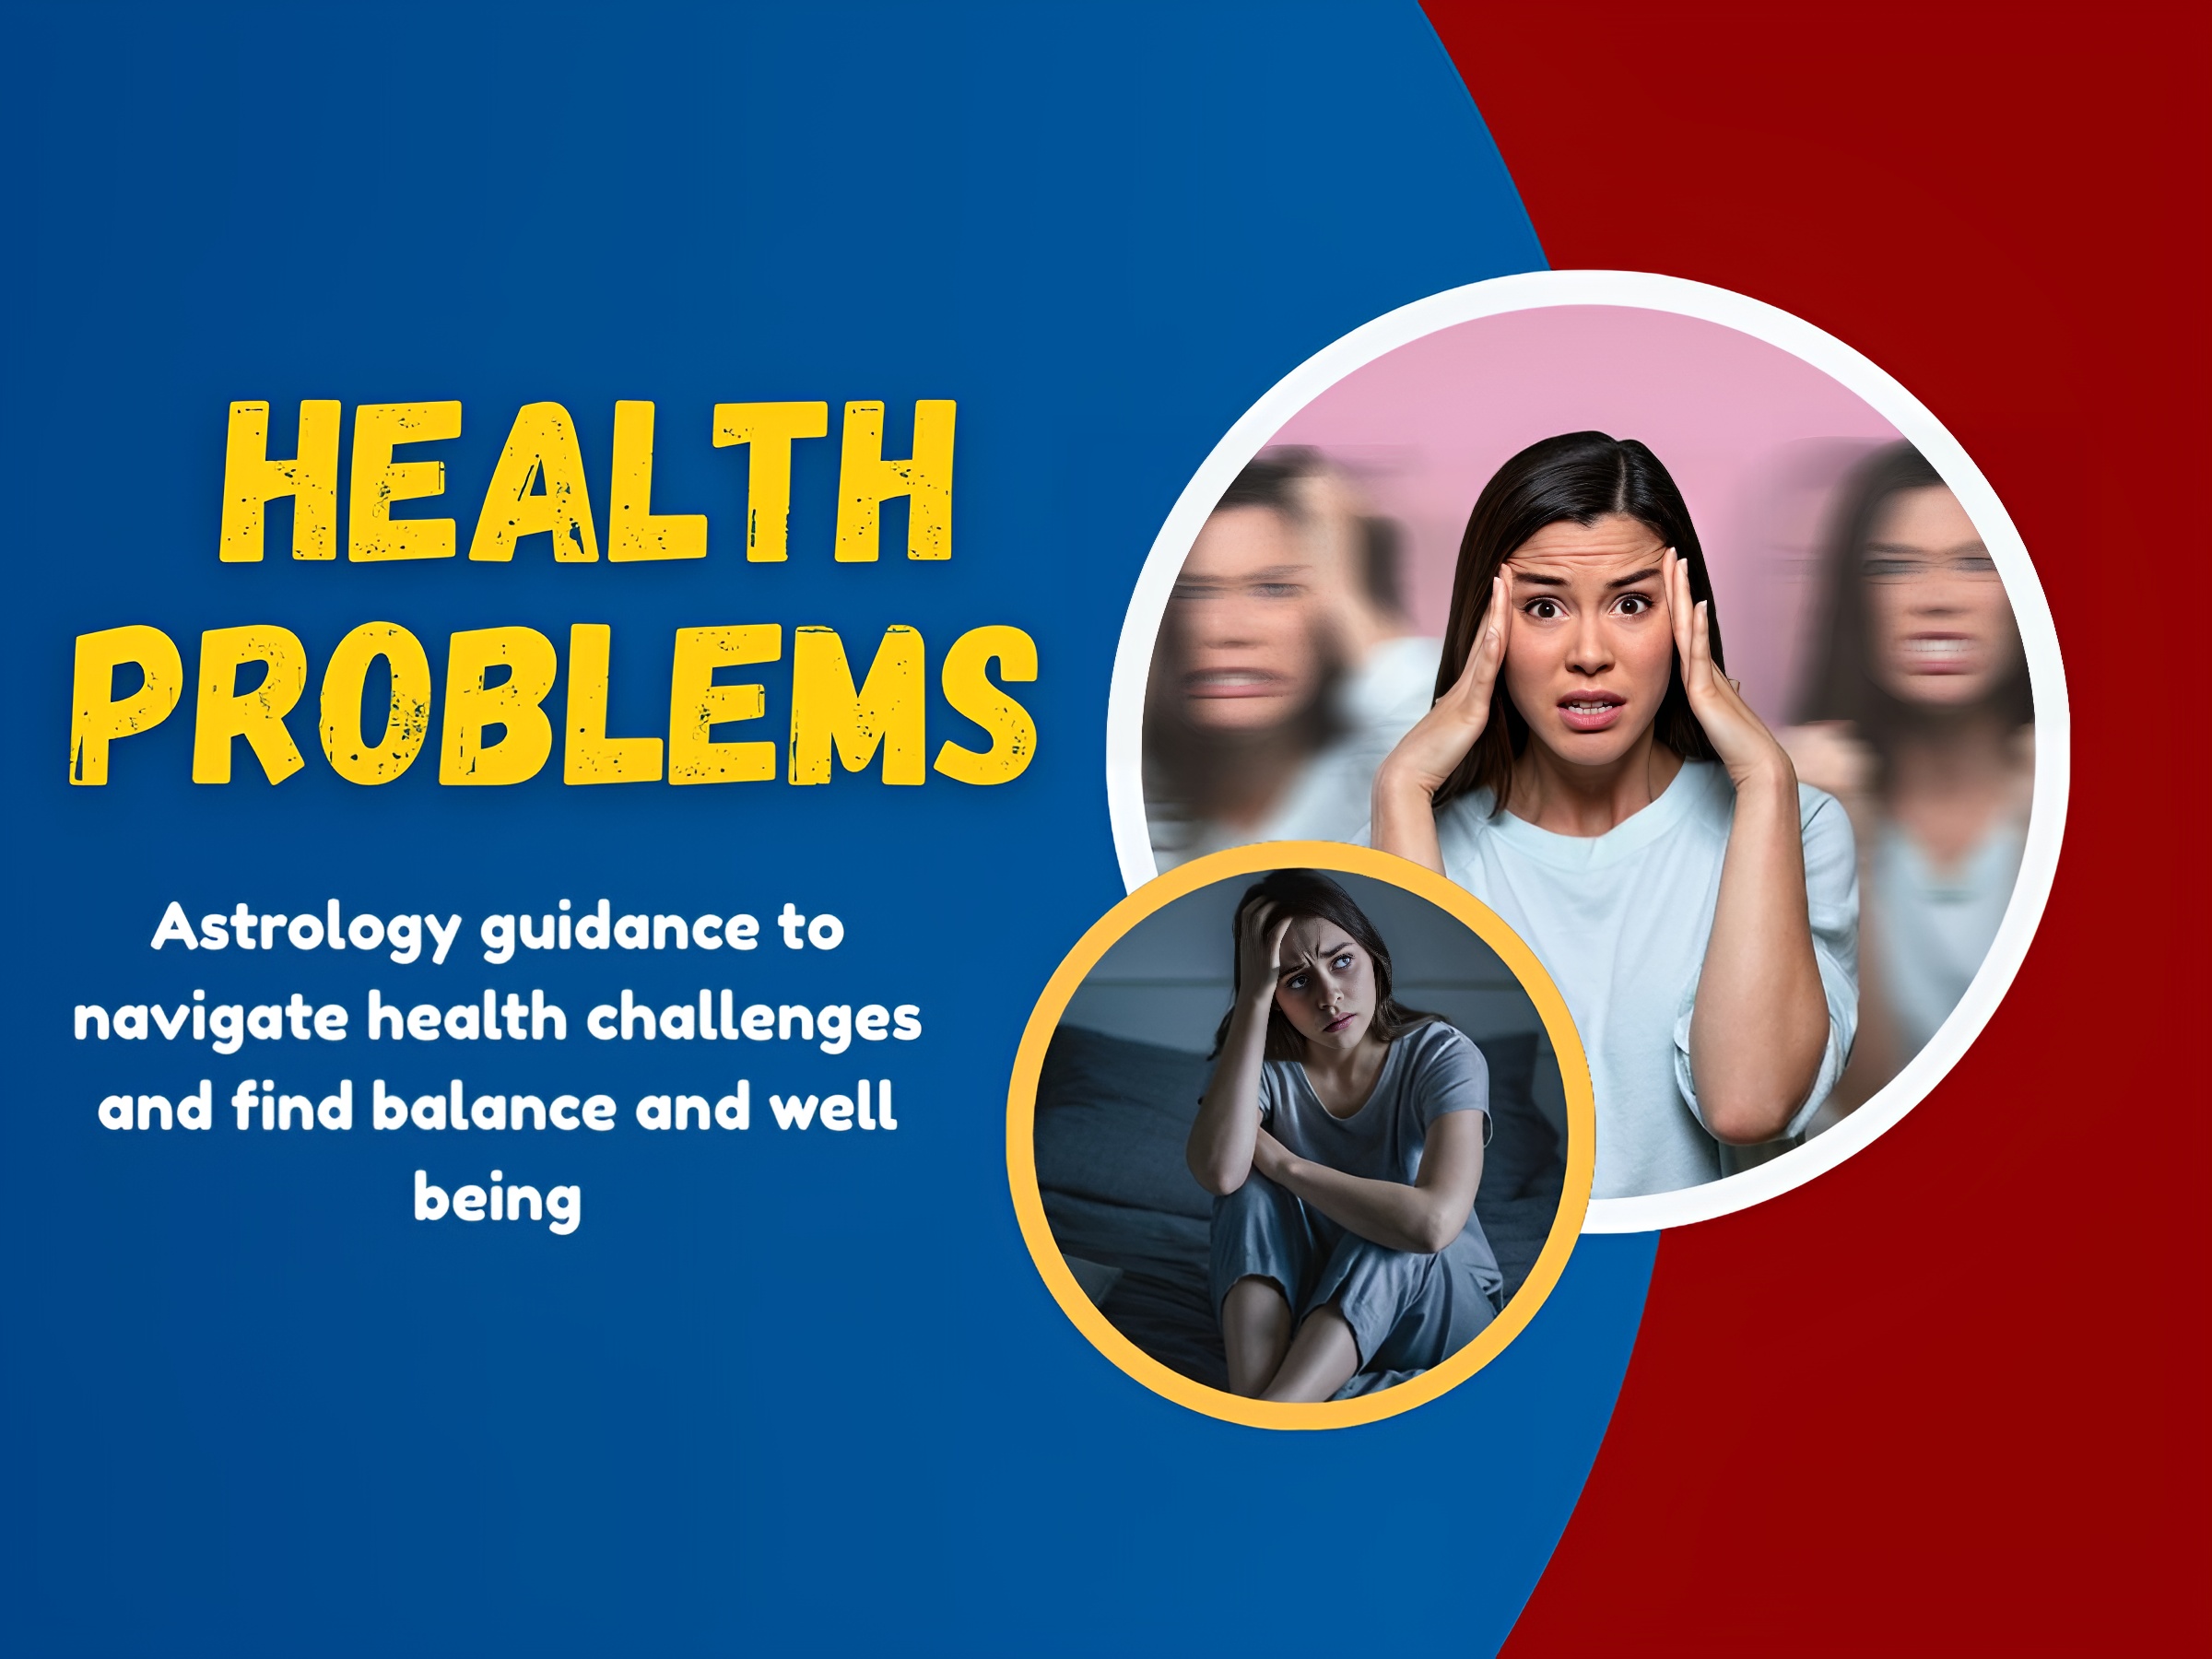 HEALTH
PROBLEMS
Astrology guidance to
navigate health challenges
and find balance and well
being